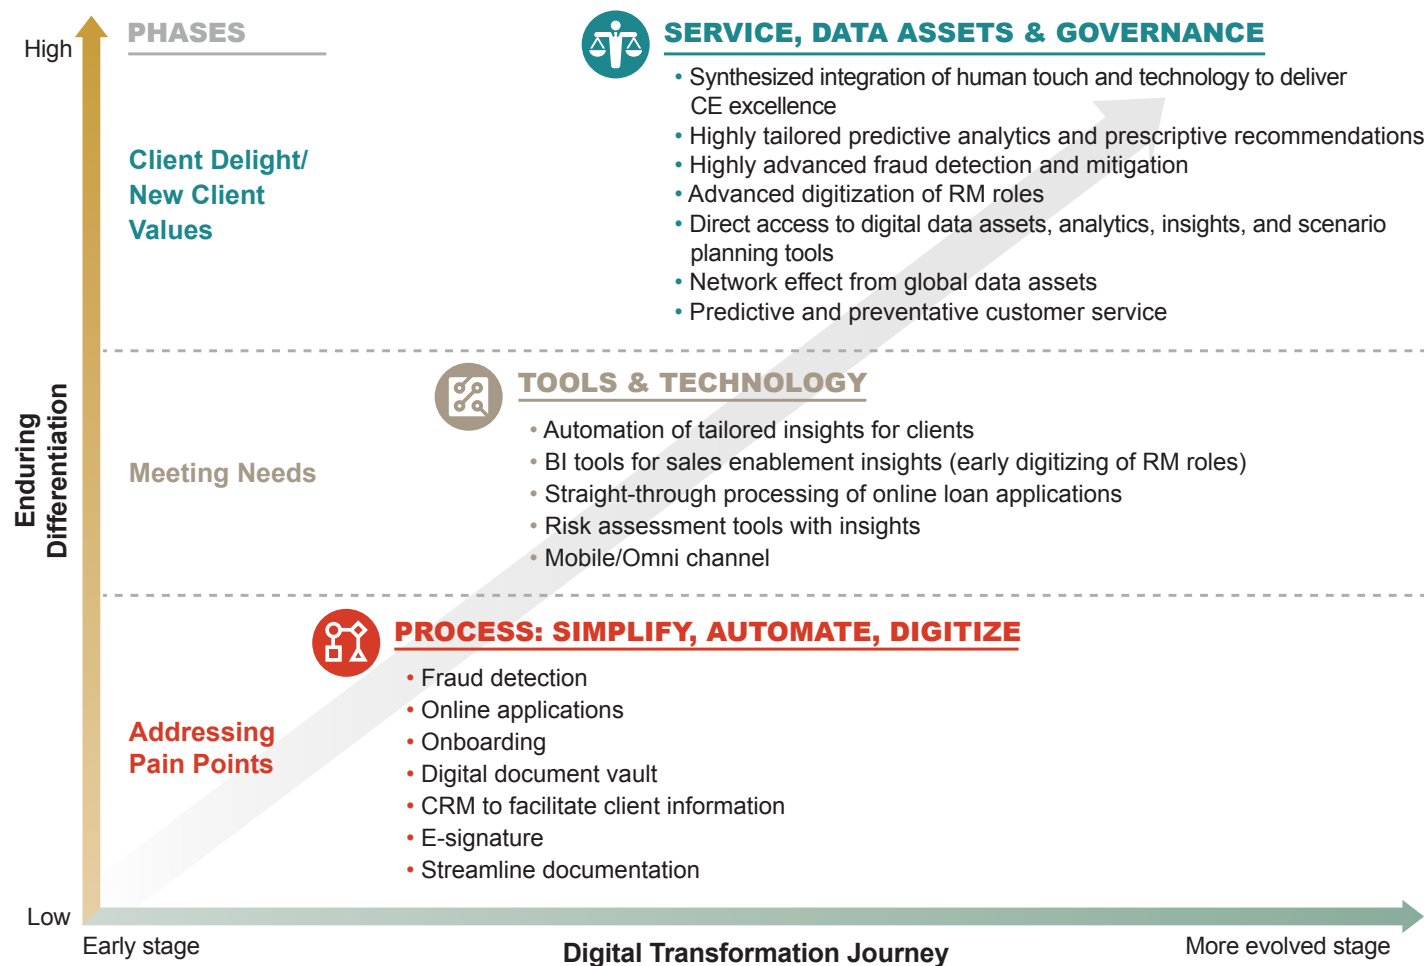 High
PHASES
SERVICE, DATA ASSETS & GOVERNANCE
Client Delight/
New Client
Values
• Synthesized integration of human touch and technology to deliver
CE excellence
• Highly tailored predictive analytics and prescriptive recommendations
• Highly advanced fraud detection and mitigation
• Advanced digitization of RM roles
• Direct access to digital data assets, analytics, insights, and scenario
planning tools
• Network effect from global data assets
• Predictive and preventative customer service
Enduring
Differentiation
Meeting Needs
TOOLS & TECHNOLOGY
• Automation of tailored insights for clients
• BI tools for sales enablement insights (early digitizing of RM roles)
• Straight-through processing of online loan applications
• Risk assessment tools with insights
• Mobile/Omni channel
Addressing
Pain Points
PROCESS: SIMPLIFY, AUTOMATE, DIGITIZE
• Fraud detection
• Online applications
• Onboarding
• Digital document vault
• CRM to facilitate client information
• E-signature
• Streamline documentation
Low
Early stage
Digital Transformation Journey
More evolved stage